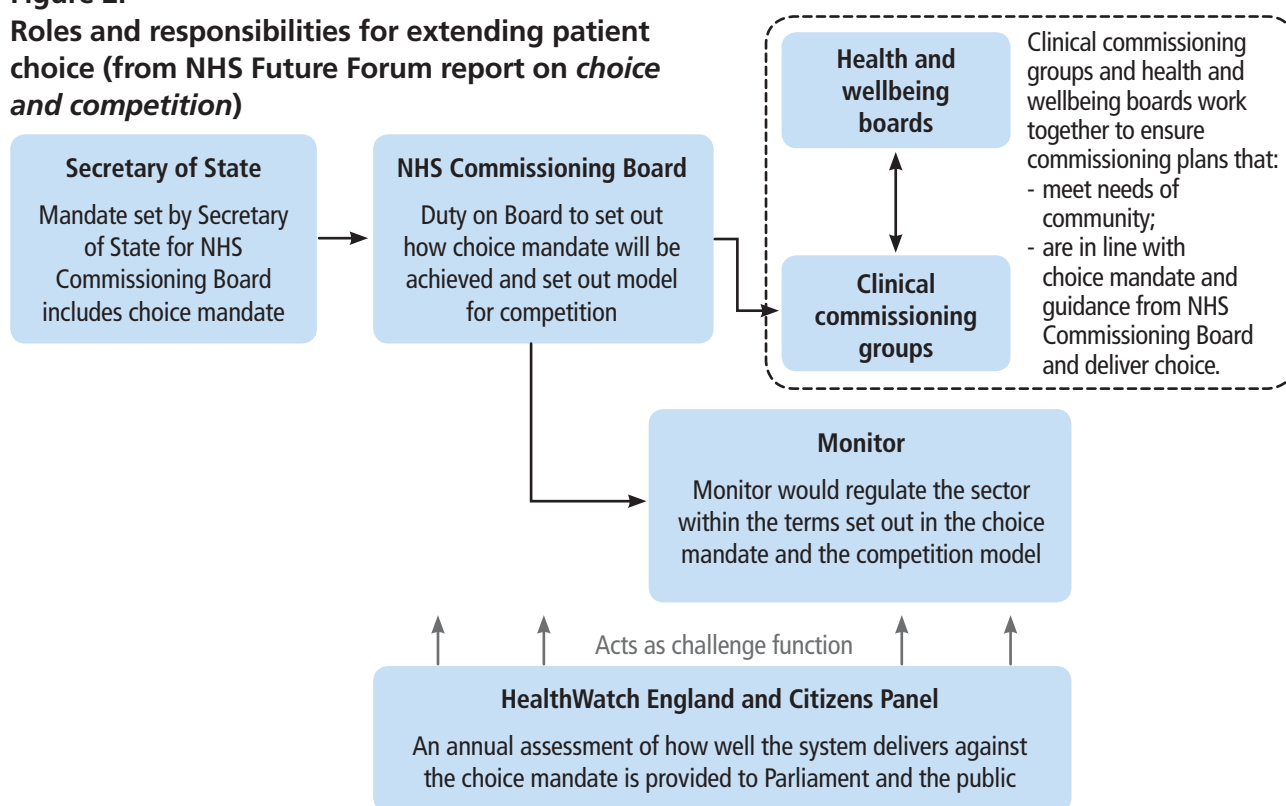 Roles and responsibilities for extending patient
choice (from NHS Future Forum report on choice
and competition)
Secretary of State
Mandate set by Secretary
of State for NHS
Commissioning Board
includes choice mandate
NHS Commissioning Board
Duty on Board to set out
how choice mandate will be
achieved and set out model
for competition
Health and
wellbeing
boards
Clinical
commissioning
groups
Clinical commissioning
groups and health and
wellbeing boards work
together to ensure
commissioning plans that:
- meet needs of
community;
- are in line with
choice mandate and
guidance from NHS
Commissioning Board
and deliver choice.
Monitor
Monitor would regulate the sector
within the terms set out in the choice
mandate and the competition model
Acts as challenge function
HealthWatch England and Citizens Panel
An annual assessment of how well the system delivers against
the choice mandate is provided to Parliament and the public